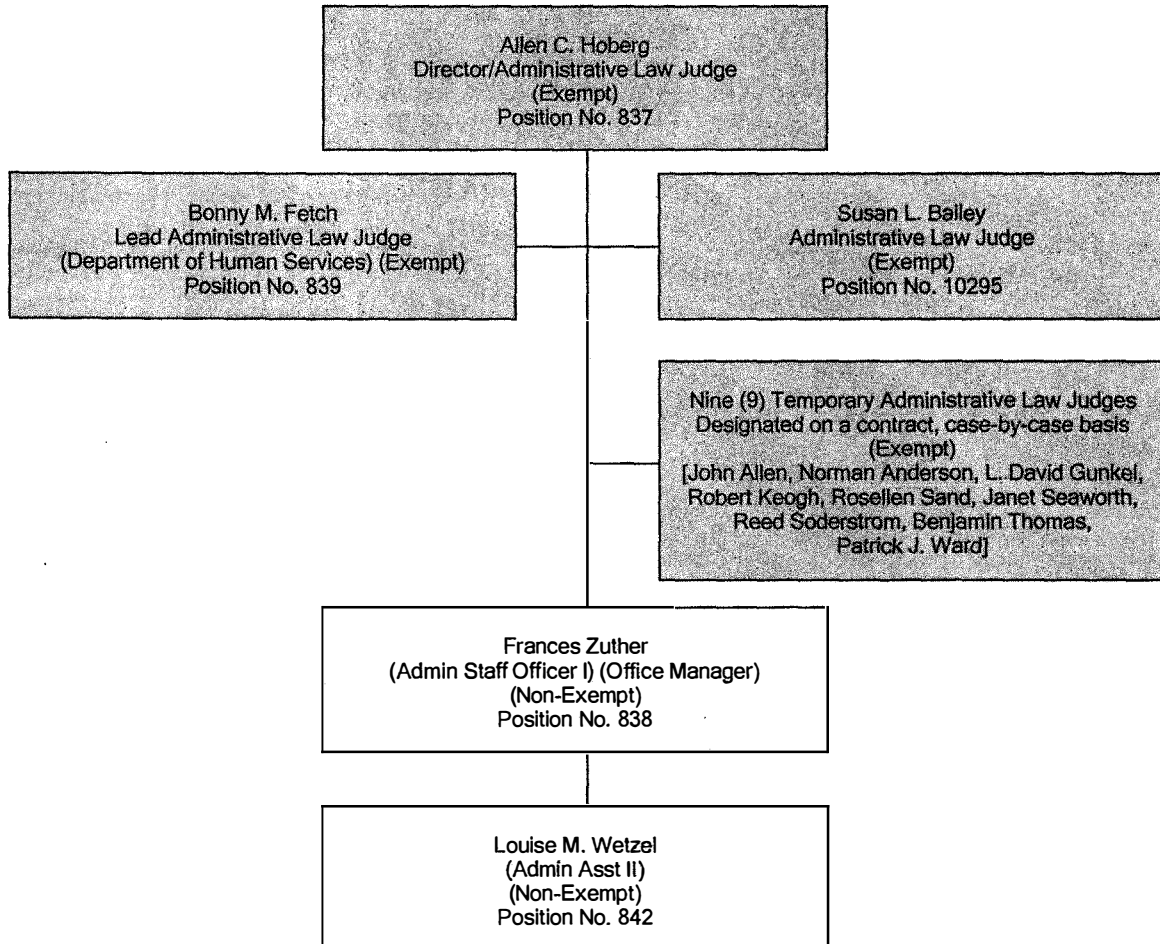 Allen C. Hoberg
Director/Administrative Law Judge
(Exempt)
Position No. 837
Bonny M. Fetch
Lead Administrative Law Judge
(Department of Human Services) (Exempt)
Position No. 839
Susan L. Bailey
Administrative Law Judge
(Exempt)
Position No. 10295
Nine (9) Temporary Administrative Law Judges
Designated on a contract, case-by-case basis
(Exempt)
[John Allen, Norman Anderson, L. David Gunkel,
Robert Keogh, Rosellen Sand, Janet Seaworth,
Reed Soderstrom, Benjamin Thomas,
Patrick J. Ward]
Frances Zuther
(Admin Staff Officer I) (Office Manager)
(Non-Exempt)
Position No. 838
Louise M. Wetzel
(Admin Asst II)
(Non-Exempt)
Position No. 842